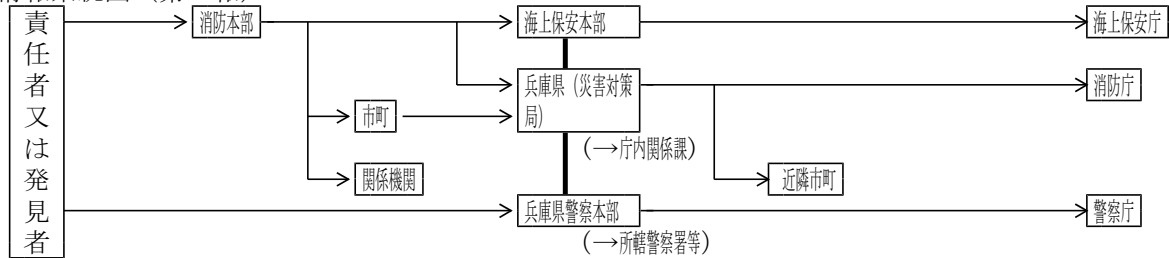 責任者又は発見者
消防本部
海上保安本部
海上保安庁
兵庫県（災害対策
局）
消防庁
市町
（→庁内関係課）
関係機関
近隣市町
兵庫県警察本部
警察庁
（→所轄警察署等）